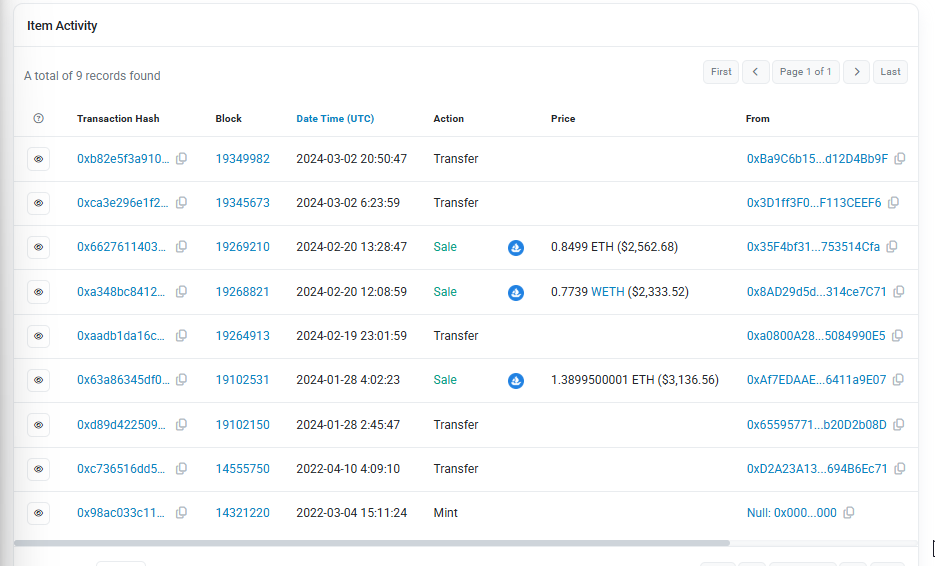 Item Activity
A total of 9 records found
First Page 1 of 1 Last
Transaction Hash Block Date Time (UTC) Action Price From
0xb82e5f3a910... 19349982 2024-03-02 20:50:47 Transfer 0xBa9C6b15...d12D4Bb9F
0xca3e296e1f2... 19345673 2024-03-02 6:23:59 Transfer 0x3D1ff3F0...F113CEEF6
0x6627611403... 19269210 2024-02-20 13:28:47 Sale 0.8499 ETH ($2,562.68) 0x35F4bf31...753514Cfa
0xa348bc8412... 19268821 2024-02-20 12:08:59 Sale 0.7739 WETH ($2,333.52) 0x8AD29d5d...314ce7C71
0xaadb1da16c... 19264913 2024-02-19 23:01:59 Transfer 0xa0800A28...5084990E5
0x63a86345df0... 19102531 2024-01-28 4:02:23 Sale 1.3899500001 ETH ($3,136.56) 0xAf7EDAAE...6411a9E07
0xd89d422509... 19102150 2024-01-28 2:45:47 Transfer 0x65595771...b20D2b08D
0xc736516dd5... 14555750 2022-04-10 4:09:10 Transfer 0xD2A23A13...694B6Ec71
0x98ac033c11... 14321220 2022-03-04 15:11:24 Mint Null: 0x000...000